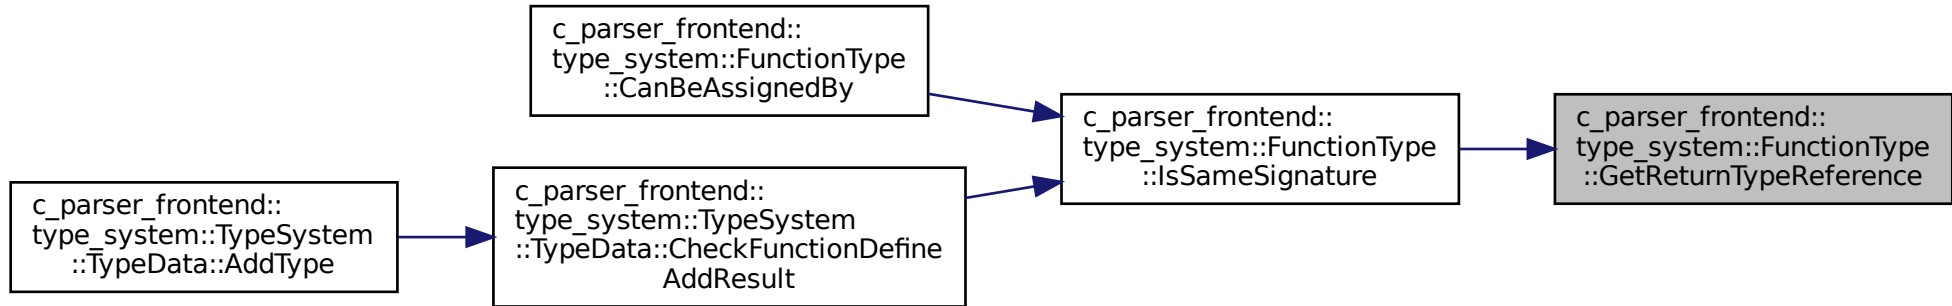 c_parser_frontend::
type_system::TypeSystem
::TypeData::AddType
c_parser_frontend::
type_system::FunctionType
::CanBeAssignedBy
c_parser_frontend::
type_system::TypeSystem
::TypeData::CheckFunctionDefine
AddResult
c_parser_frontend::
type_system::FunctionType
::IsSameSignature
c_parser_frontend::
type_system::FunctionType
::GetReturnTypeReference